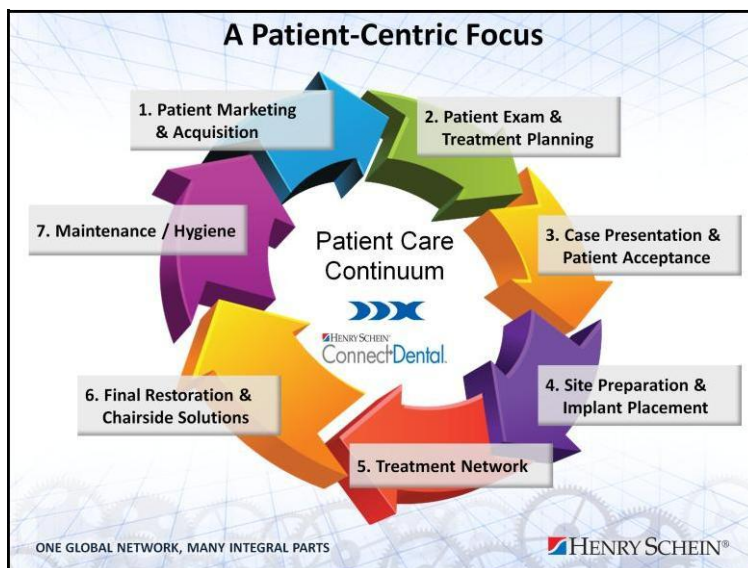 A Patient-Centric Focus
1. Patient Marketing
& Acquisition
2. Patient Exam &
Treatment Planning
3. Case Presentation &
Patient Acceptance
4. Site Preparation &
Implant Placement
5. Treatment Network
6. Final Restoration &
Chairside Solutions
7. Maintenance / Hygiene
Patient Care
Continuum
HENRY SCHEIN®
Connect Dental.
ONE GLOBAL NETWORK, MANY INTEGRAL PARTS
HENRY SCHEIN®